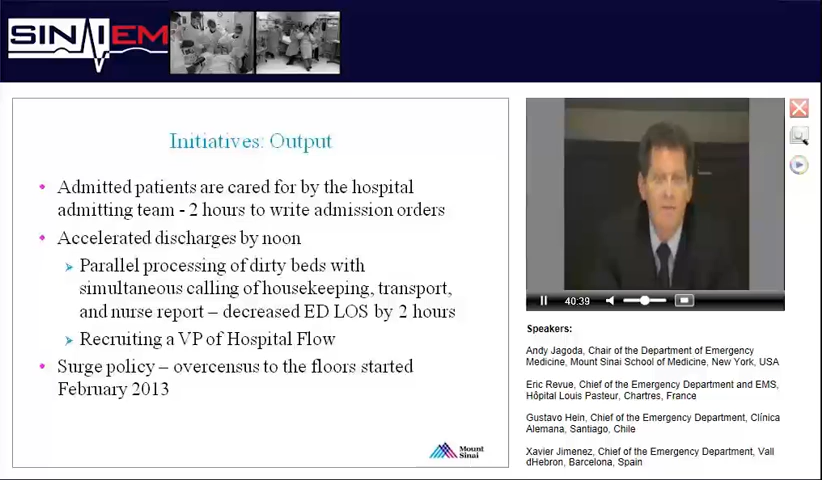 SINAIEM
Initiatives: Output
Admitted patients are cared for by the hospital
admitting team - 2 hours to write admission orders
Accelerated discharges by noon
Parallel processing of dirty beds with
simultaneous calling of housekeeping, transport,
and nurse report – decreased ED LOS by 2 hours
Recruiting a VP of Hospital Flow
Surge policy – overcensus to the floors started
February 2013
Mount
Sinai
40:39
Speakers:
Andy Jagoda, Chair of the Department of Emergency
Medicine, Mount Sinai School of Medicine, New York, USA
Eric Revue, Chief of the Emergency Department and EMS,
Hôpital Louis Pasteur, Chartres, France
Gustavo Hein, Chief of the Emergency Department, Clínica
Alemana, Santiago, Chile
Xavier Jimenez, Chief of the Emergency Department, Vall
dHebron, Barcelona, Spain